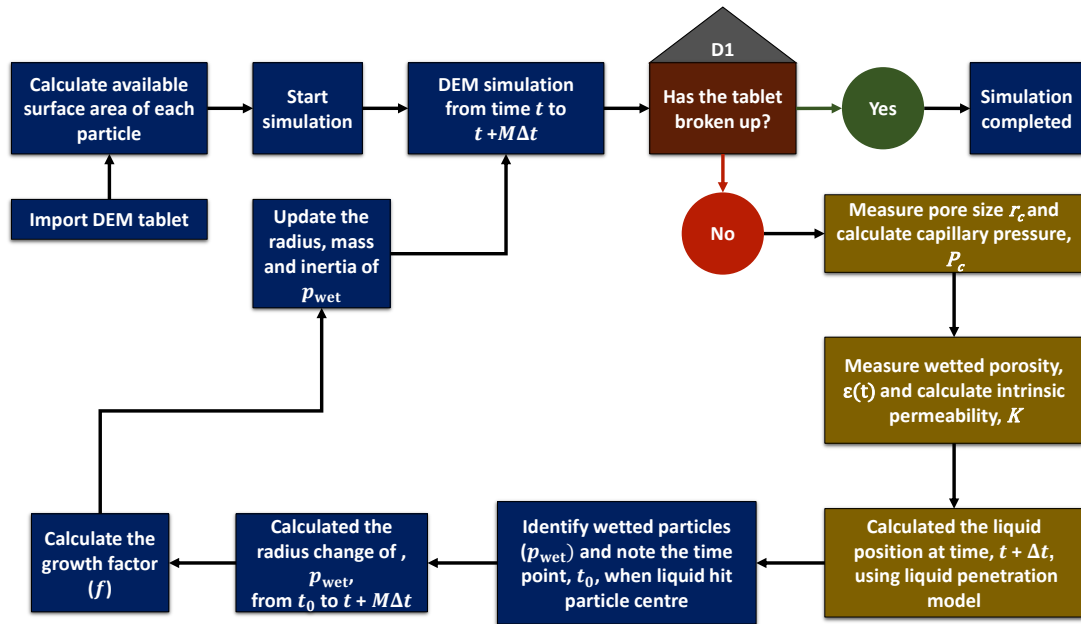 D1
Calculate available
surface area of each
particle
Start
simulation
DEM simulation
from time t to
t +MΔt
Has the tablet
broken up?
Yes
Simulation
completed
Import DEM tablet
Update the
radius, mass
and inertia of
p_wet
No
Measure pore size r_c and
calculate capillary pressure,
P_c
Measure wetted porosity,
ε(t) and calculate intrinsic
permeability, K
Calculate the
growth factor
(f)
Calculated the
radius change of ,
p_wet,
from t_0 to t + MΔt
Identify wetted particles
(p_wet) and note the time
point, t_0, when liquid hit
particle centre
Calculated the liquid
position at time, t + Δt,
using liquid penetration
model